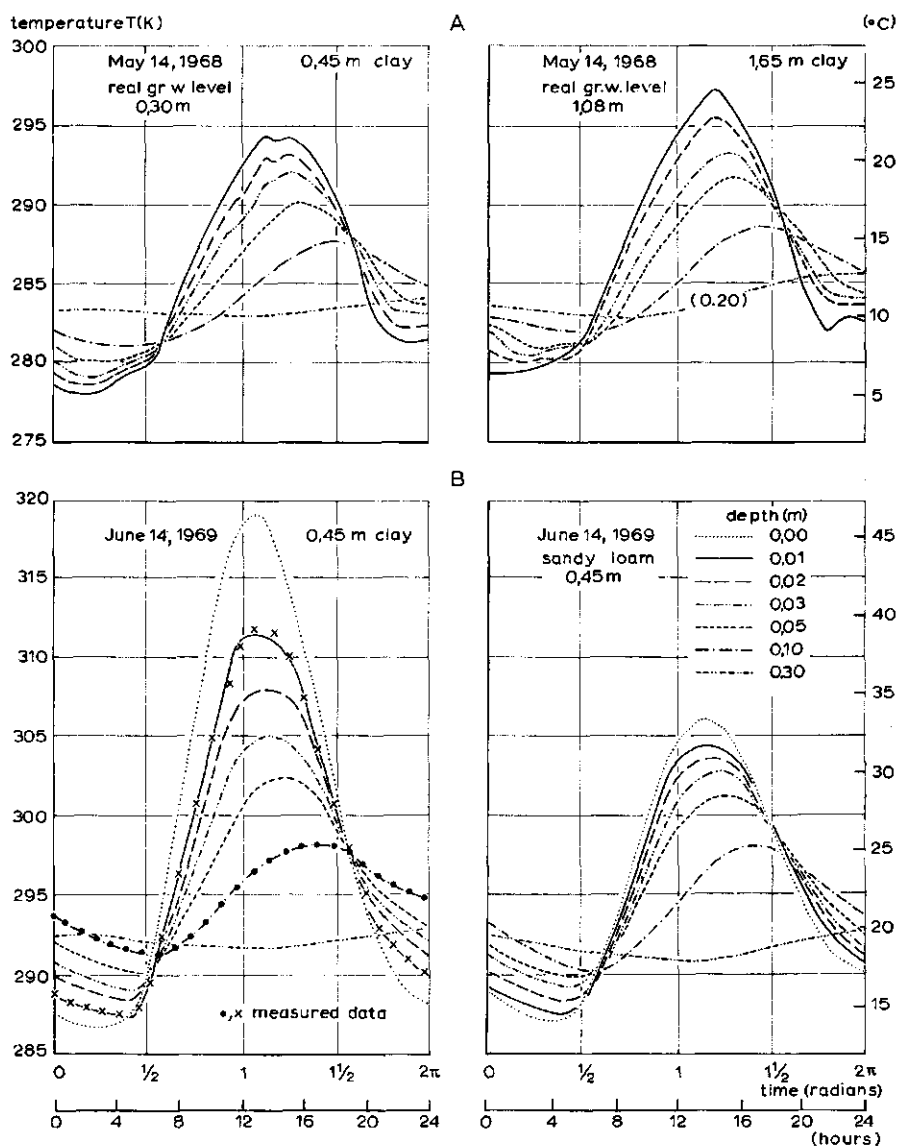 temperature T(K) A (°C)
300
May 14, 1968 0,45 m clay
real gr w level
0,30 m
295
290
285
280
275
May 14, 1968 1,65 m clay
real gr.w. level
1,08 m
(0.20)
25
20
15
10
5
B
320
June 14, 1969 0,45 m clay
315
310
305
300
295
290
285
•,x measured data
June 14, 1969
sandy loam
0,45 m
depth (m)
0,00
0,01
0,02
0,03
0,05
0,10
0,30
45
40
35
30
25
20
15
0 ½ 1 1½ 2π
0 ½ 1 1½ 2π
time (radians)
0 4 8 12 16 20 24
0 4 8 12 16 20 24
(hours)